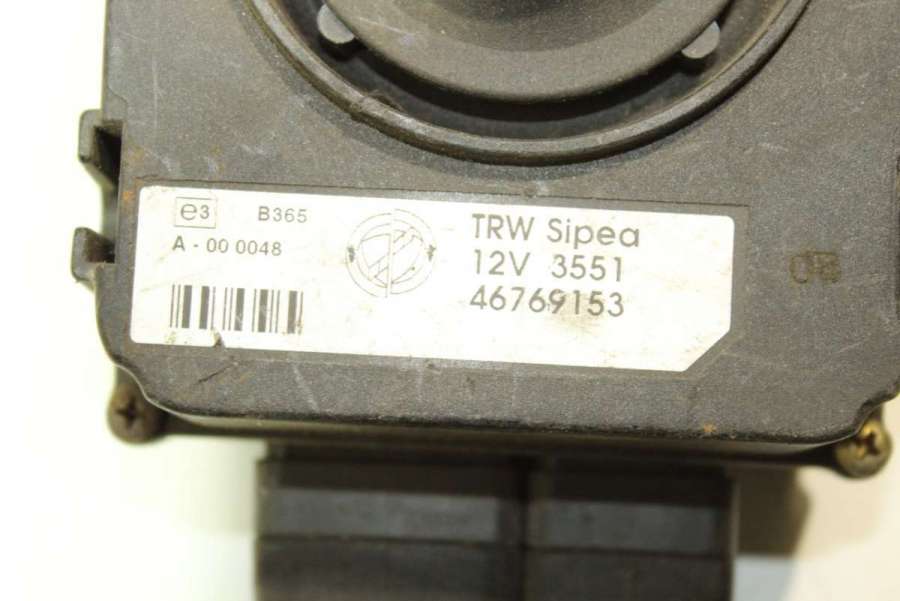 e3 B365
A - 00 0048
TRW Sipea
12V 3551
46769153